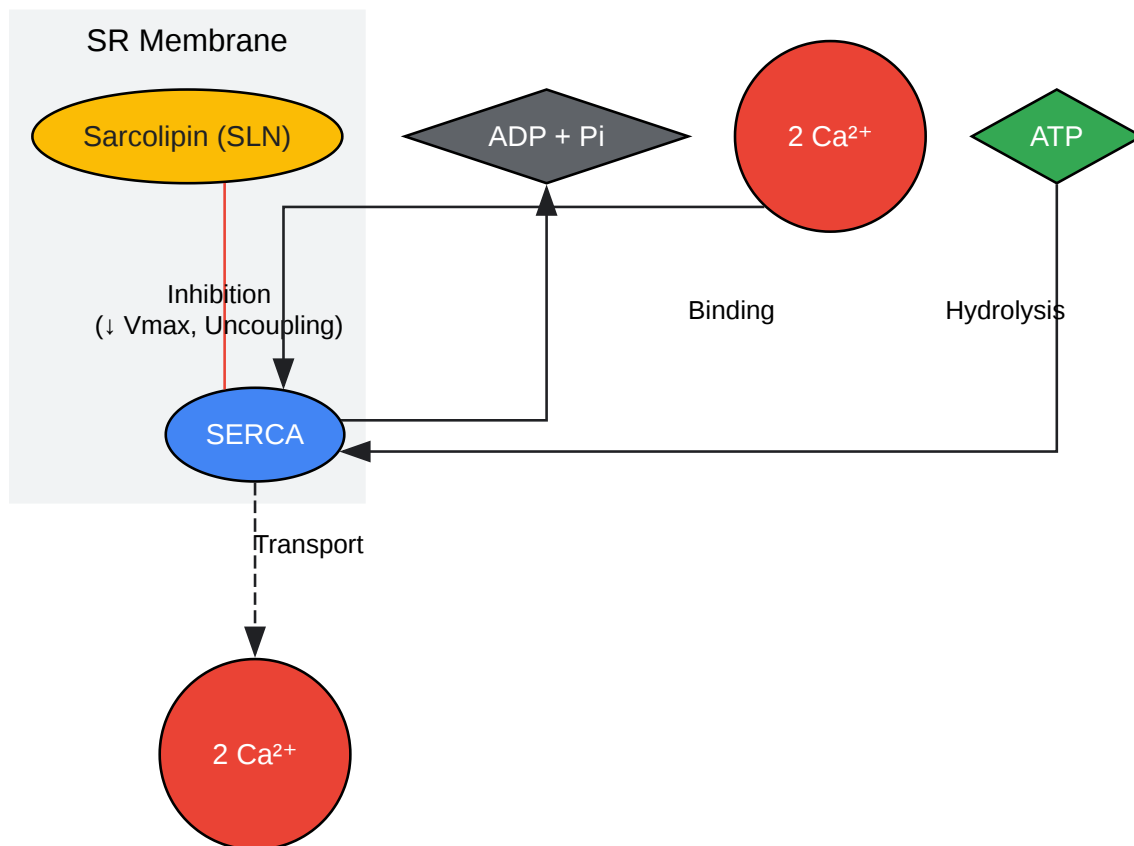 SR Membrane
Sarcolipin (SLN)
ADP + Pi
2 Ca²⁺
ATP
Inhibition
(↓ Vmax, Uncoupling)
Binding
Hydrolysis
SERCA
Transport
2 Ca²⁺